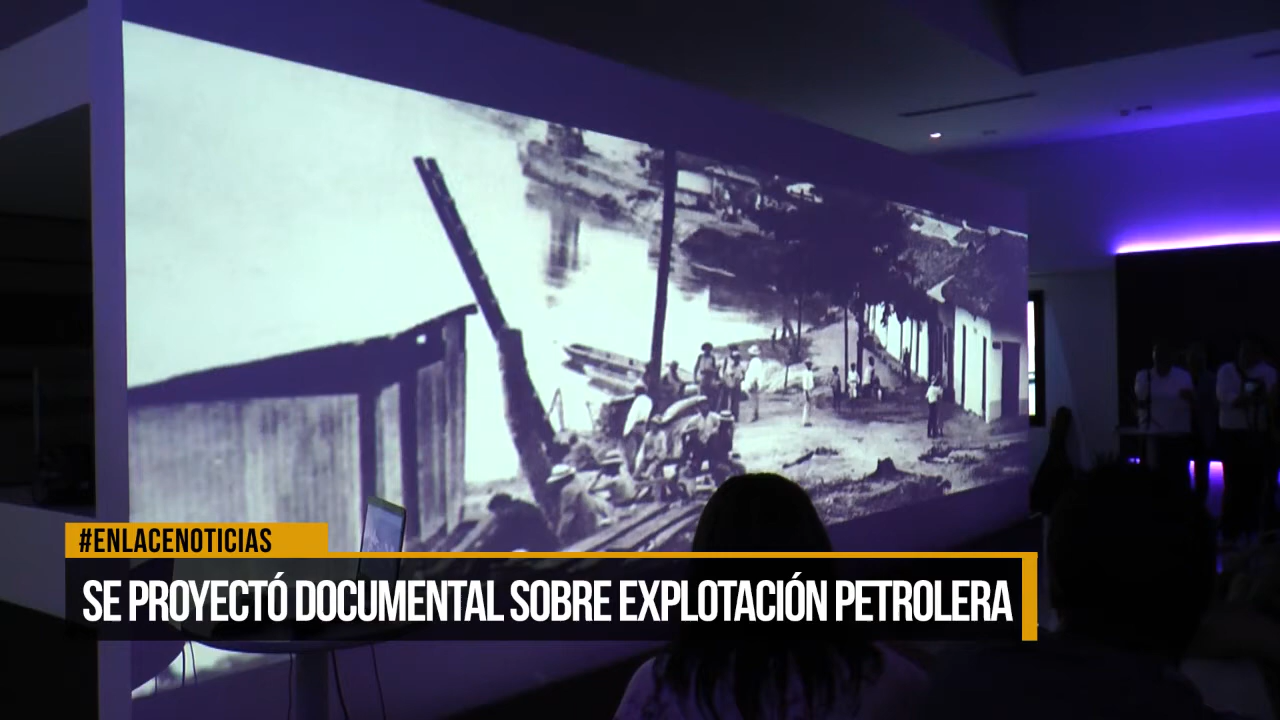 #ENLACENOTICIAS
SE PROYECTÓ DOCUMENTAL SOBRE EXPLOTACIÓN PETROLERA